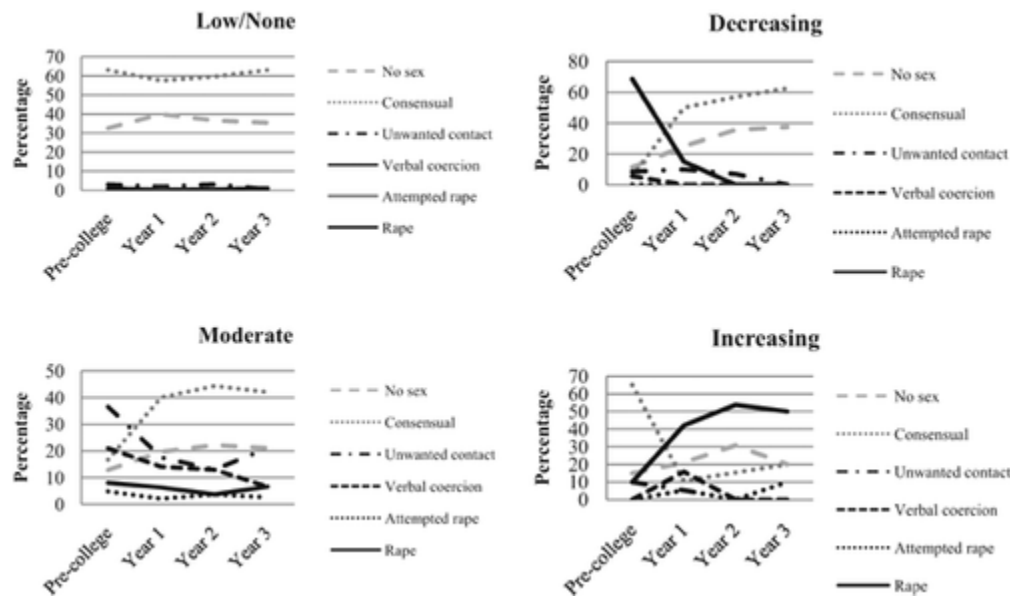 Low/None
Percentage
70
60
50
40
30
20
10
0
Pre-college
Year 1
Year 2
Year 3
No sex
Consensual
Unwanted contact
Verbal coercion
Attempted rape
Rape
Decreasing
Percentage
80
60
40
20
0
Pre-college
Year 1
Year 2
Year 3
No sex
Consensual
Unwanted contact
Verbal coercion
Attempted rape
Rape
Moderate
Percentage
50
40
30
20
10
0
Pre-college
Year 1
Year 2
Year 3
No sex
Consensual
Unwanted contact
Verbal coercion
Attempted rape
Rape
Increasing
Percentage
70
60
50
40
30
20
10
0
Pre-college
Year 1
Year 2
Year 3
No sex
Consensual
Unwanted contact
Verbal coercion
Attempted rape
Rape